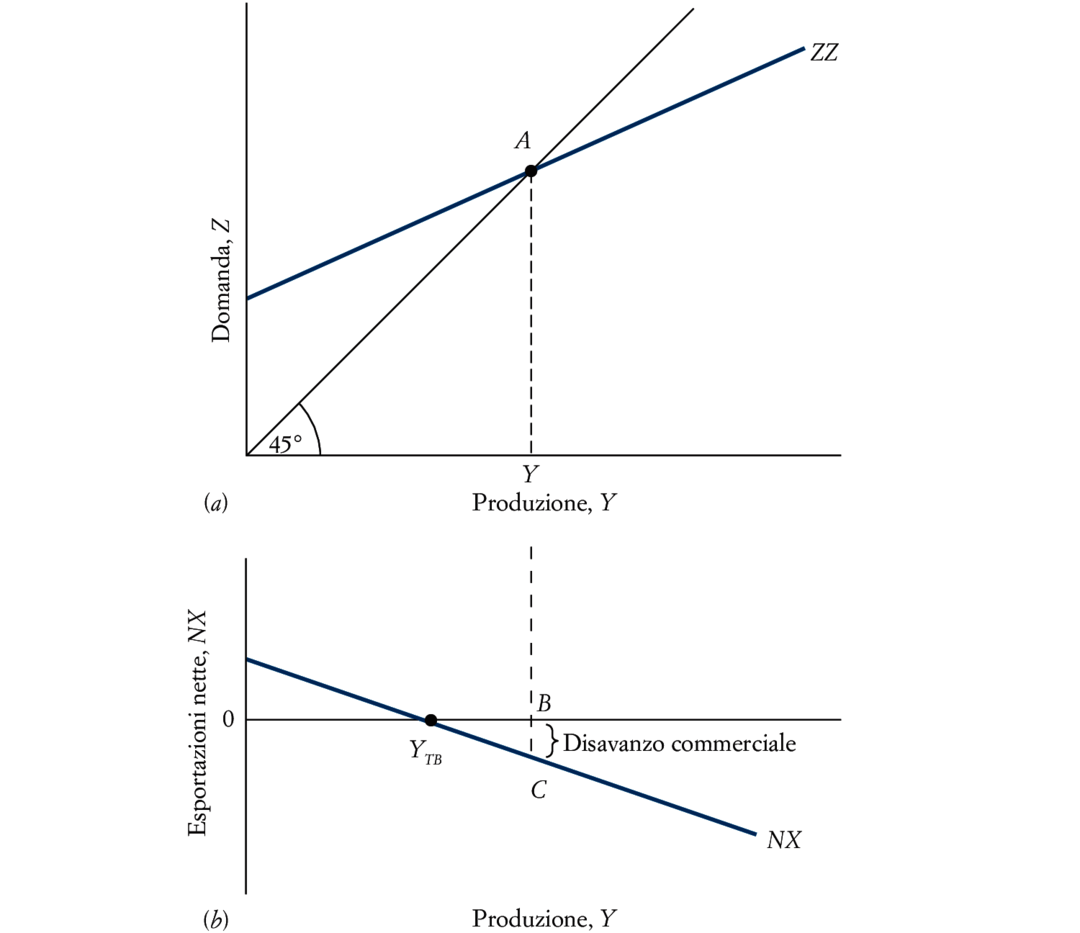 ZZ
A
Domanda, Z
45°
Y
(a)
Produzione, Y
Esportazioni nette, NX
B
0
Disavanzo commerciale
Y_TB
C
NX
(b)
Produzione, Y